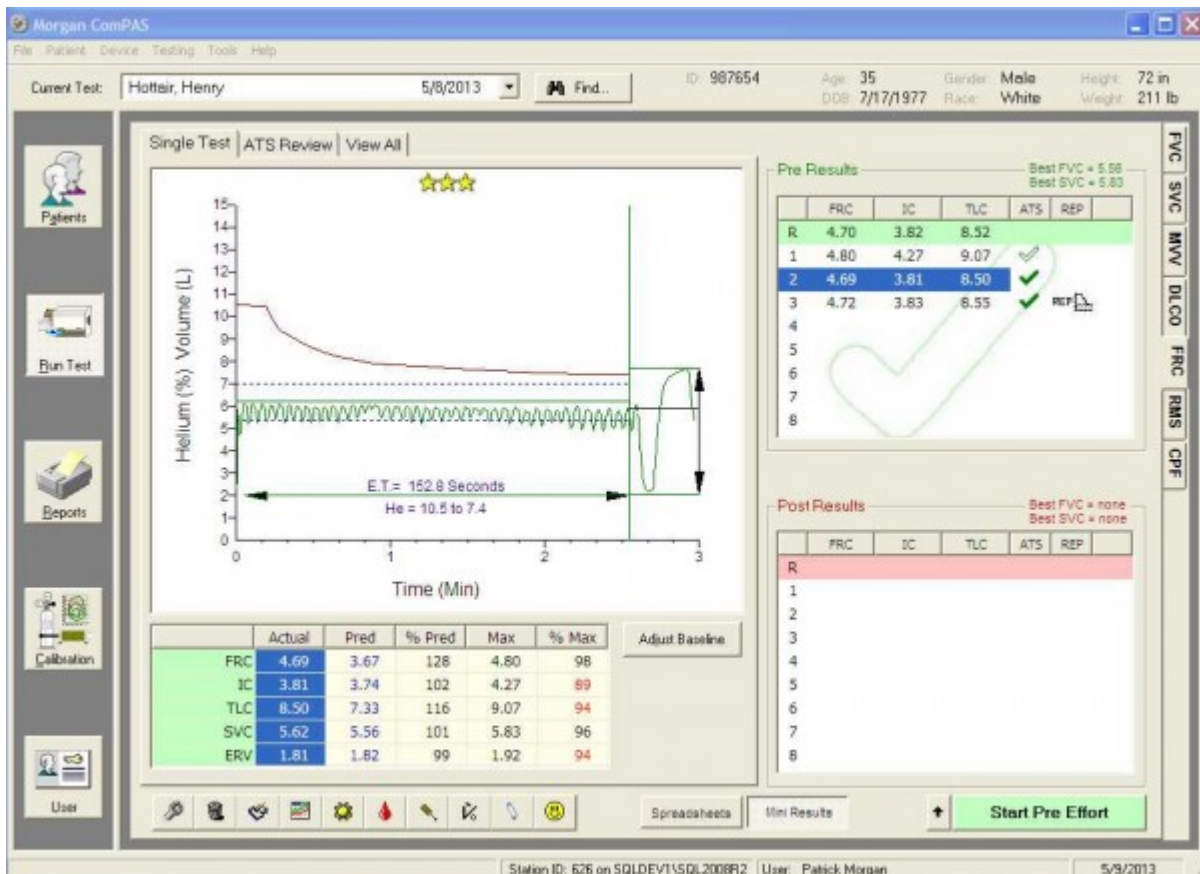 Morgan ComPAS
File Patient Device Testing Tools Help
Current Test: Hottair, Henry 5/8/2013 Find... ID: 987654 Age: 35 Gender: Male Height: 72 in
DOB: 7/17/1977 Race: White Weight: 211 lb
Patients
Run Test
Reports
Calibration
User
Single Test ATS Review View All
Helium (%) Volume (L)
15
14
13
12
11
10
9
8
7
6
5
4
3
2
1
0
E.T.= 152.8 Seconds
He = 10.5 to 7.4
0 1 2 3
Time (Min)
Actual Pred % Pred Max % Max
FRC 4.69 3.67 128 4.80 98
IC 3.81 3.74 102 4.27 89
TLC 8.50 7.33 116 9.07 94
SVC 5.62 5.56 101 5.83 96
ERV 1.81 1.82 99 1.92 94
Adjust Baseline
Pre Results Best FVC = 5.56
Best SVC = 5.83
FRC IC TLC ATS REP
R 4.70 3.82 8.52
1 4.80 4.27 9.07
2 4.69 3.81 8.50
3 4.72 3.83 8.55 REP
4
5
6
7
8
Post Results Best FVC = none
Best SVC = none
FRC IC TLC ATS REP
R
1
2
3
4
5
6
7
8
FVC
SVC
MVV
DLCO
FRC
RMS
CPF
Spreadsheets Mini Results Start Pre Effort
Station ID: 626 on SQLDEV1\SQL2008R2 User: Patrick Morgan 5/9/2013